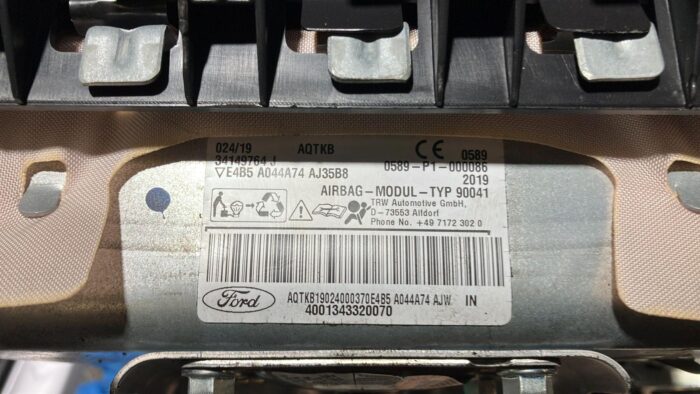 024/19 AQTKB CE 0589
34149764 J 0589-P1-000086
▽E4B5 A044A74 AJ35B8 2019
AIRBAG-MODUL-TYP 90041
TRW Automotive GmbH,
D-73553 Alfdorf
Phone No. +49 7172 302 0
Ford AQTKB19024000370E4B5 A044A74 AJW IN
4001343320070